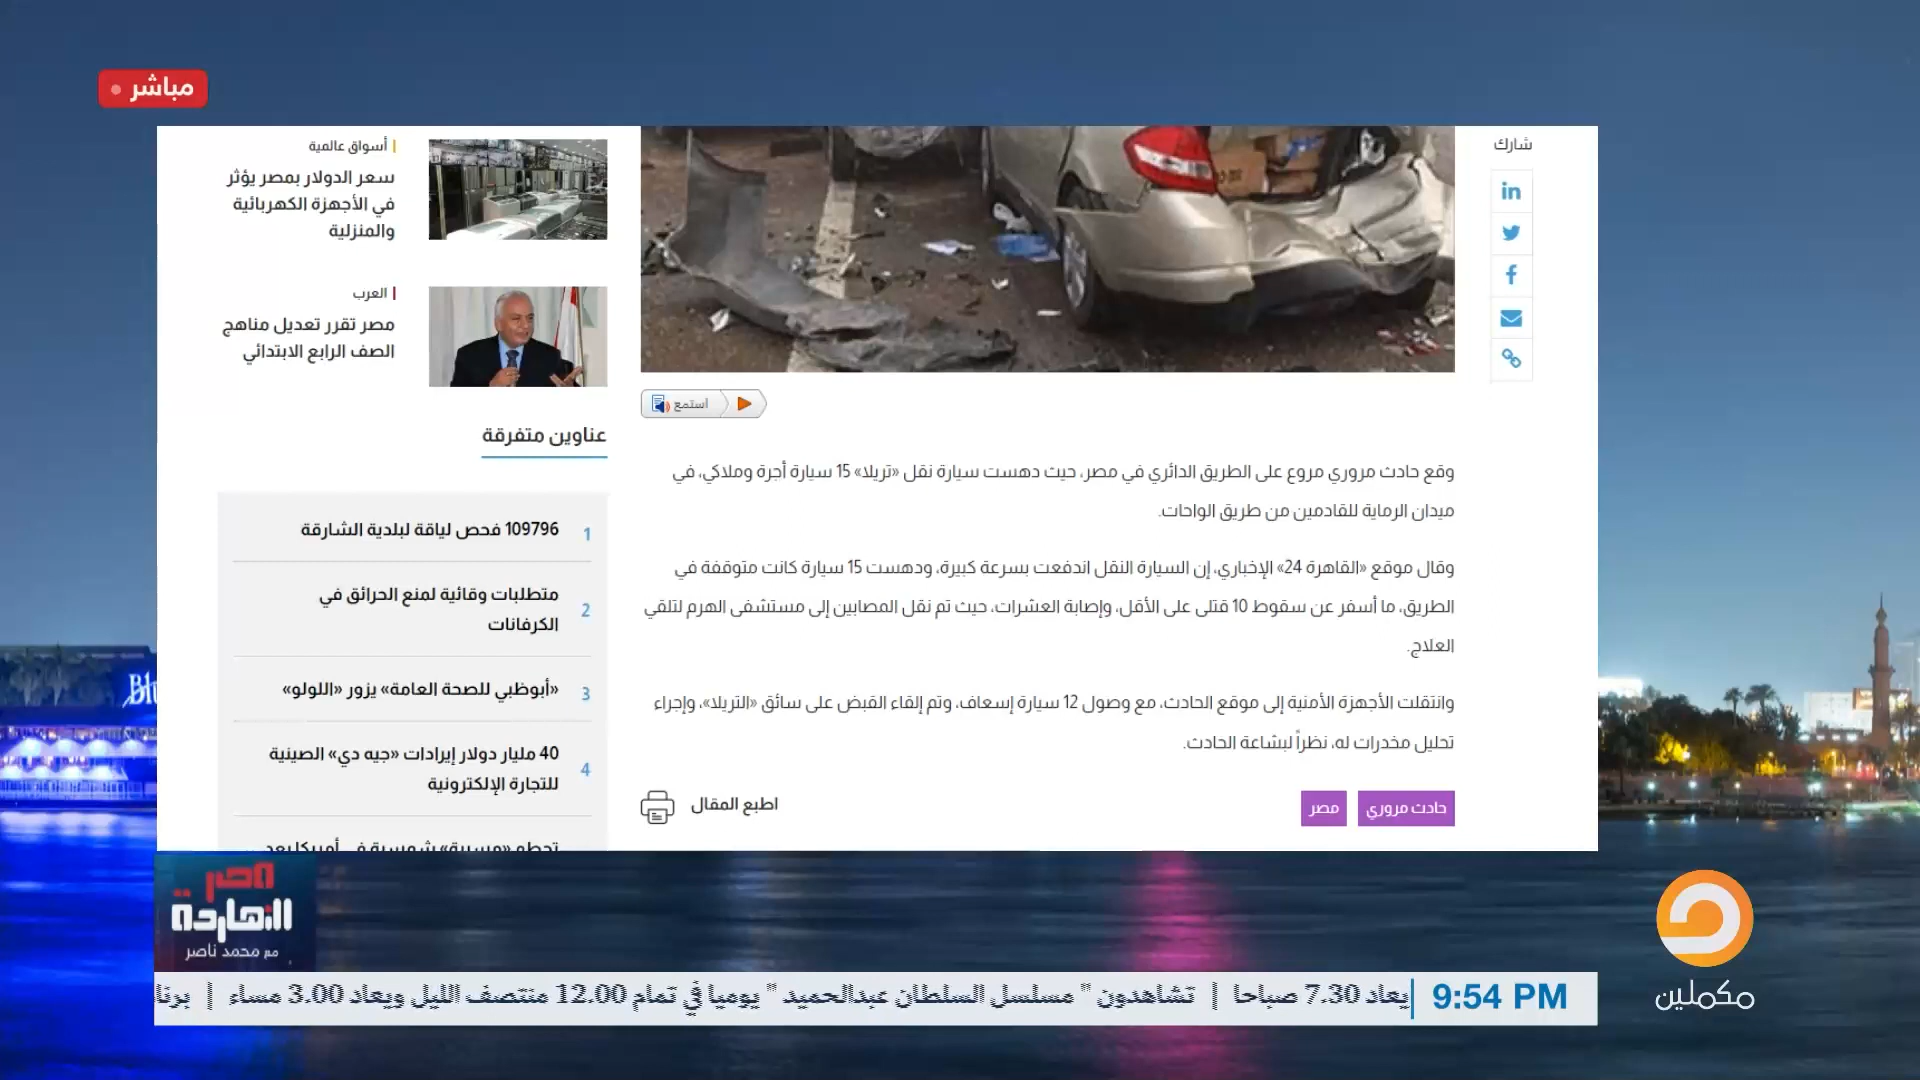 مباشر
شارك
أسواق عالمية
سعر الدولار بمصر يؤثر
في الأجهزة الكهربائية
والمنزلية
العرب
مصر تقرر تعديل مناهج
الصف الرابع الابتدائي
عناوين متفرقة
1 109796 فحص لياقة لبلدية الشارقة
2 متطلبات وقائية لمنع الحرائق في
الكرفانات
3 «أبوظبي للصحة العامة» يزور «اللولو»
4 40 مليار دولار إيرادات «جيه دي» الصينية
للتجارة الإلكترونية
استمع
وقع حادث مروري مروع على الطريق الدائري في مصر، حيث دهست سيارة نقل «تريلا» 15 سيارة أجرة وملاكي، في
ميدان الرماية للقادمين من طريق الواحات.
وقال موقع «القاهرة 24» الإخباري، إن السيارة النقل اندفعت بسرعة كبيرة، ودهست 15 سيارة كانت متوقفة في
الطريق، ما أسفر عن سقوط 10 قتلى على الأقل، وإصابة العشرات، حيث تم نقل المصابين إلى مستشفى الهرم لتلقي
العلاج.
وانتقلت الأجهزة الأمنية إلى موقع الحادث، مع وصول 12 سيارة إسعاف، وتم إلقاء القبض على سائق «التريلا»، وإجراء
تحليل مخدرات له، نظراً لبشاعة الحادث.
حادث مروري
مصر
اطبع المقال
Blu
مصر
النهاردة
مع محمد ناصر
مكملين
9:54 PM
يعاد 7.30 صباحا | تشاهدون " مسلسل السلطان عبدالحميد " يوميا في تمام 12.00 منتصف الليل ويعاد 3.00 مساء |